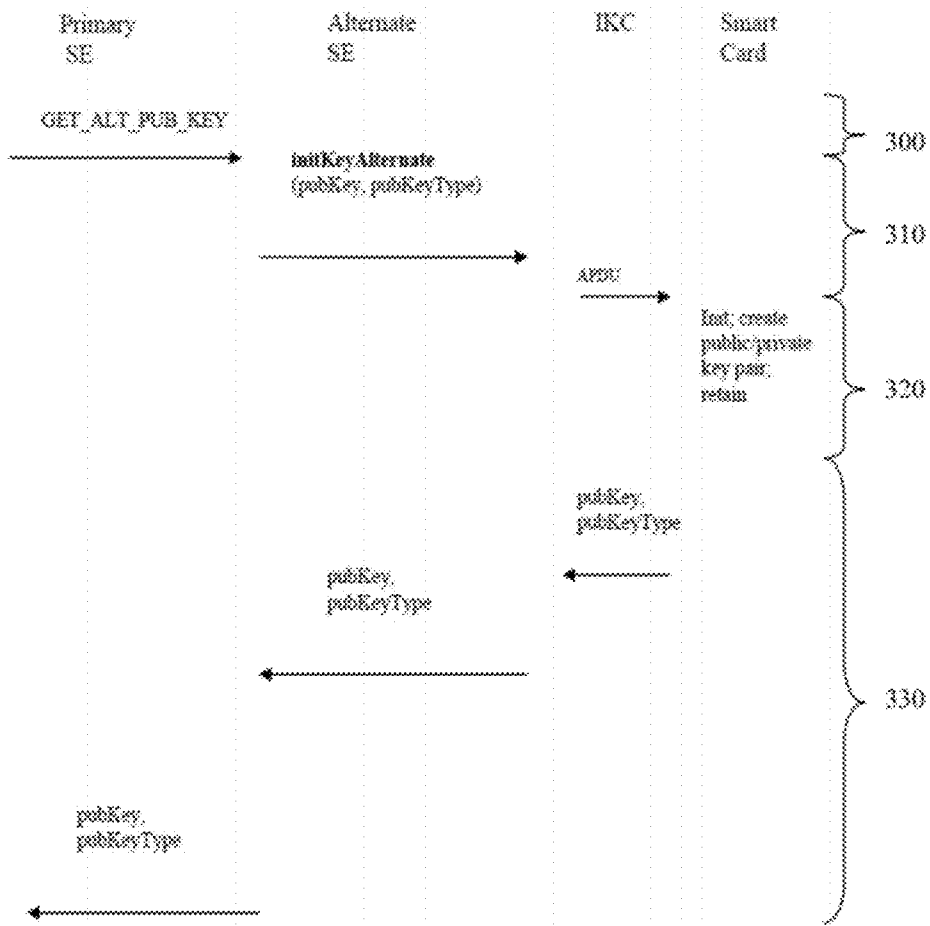 Primary
SE
Alternate
SE
IKC
Smart
Card
GET_ALT_PUB_KEY
300
initKeyAlternate
(pubKey, pubKeyType)
310
APDU
Init; create
public/private
key pair;
retain
320
pubKey,
pubKeyType
pubKey,
pubKeyType
330
pubKey,
pubKeyType